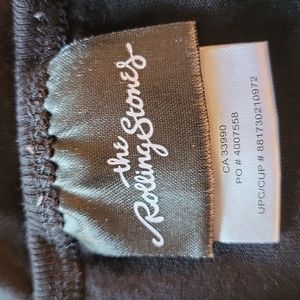 the
Rolling Stones
CA 33990
PO # 4007558
UPC/CUP # 881730210972